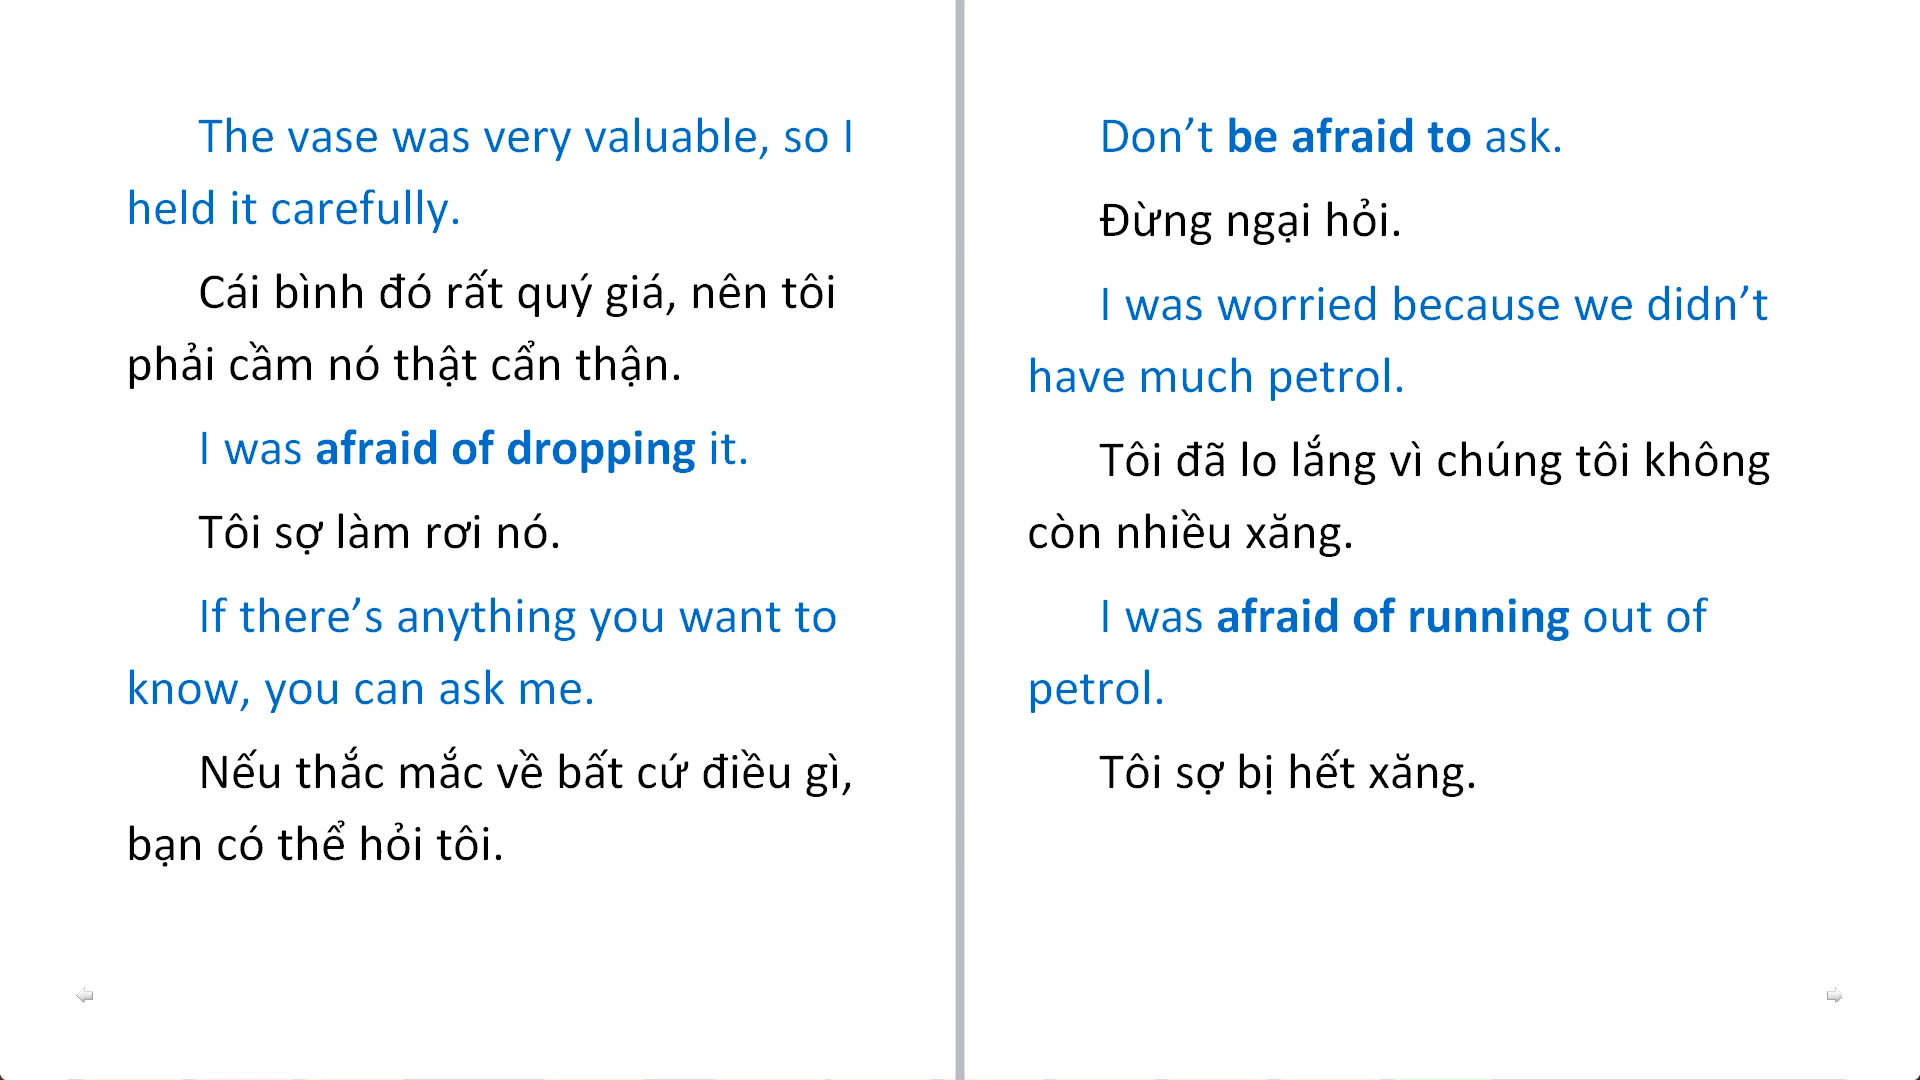 The vase was very valuable, so I
held it carefully.
Cái bình đó rất quý giá, nên tôi
phải cầm nó thật cẩn thận.
I was afraid of dropping it.
Tôi sợ làm rơi nó.
If there’s anything you want to
know, you can ask me.
Nếu thắc mắc về bất cứ điều gì,
bạn có thể hỏi tôi.
Don’t be afraid to ask.
Đừng ngại hỏi.
I was worried because we didn’t
have much petrol.
Tôi đã lo lắng vì chúng tôi không
còn nhiều xăng.
I was afraid of running out of
petrol.
Tôi sợ bị hết xăng.